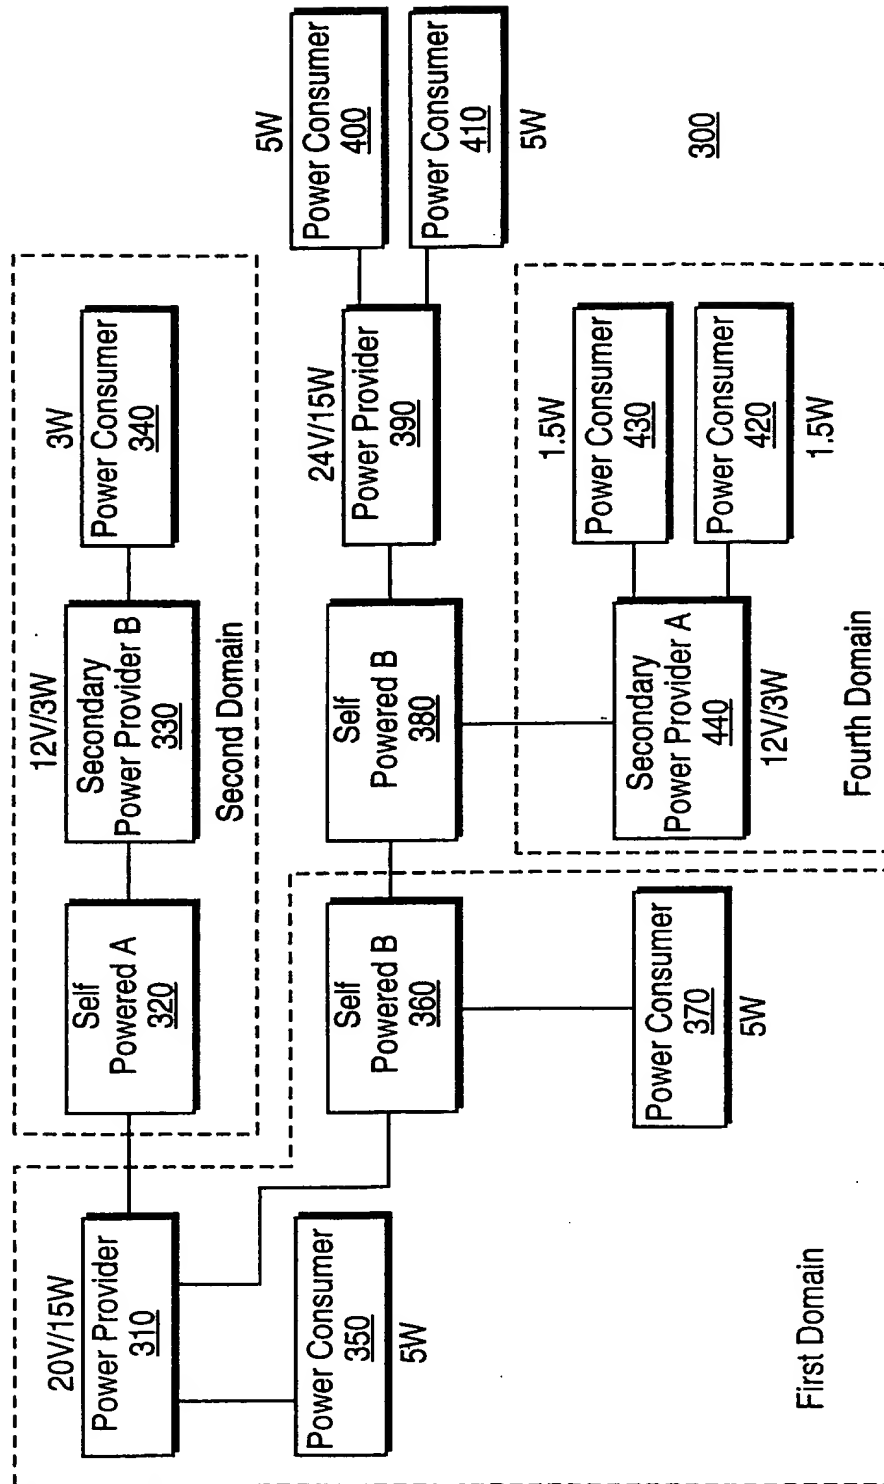 20V/15W
Power Provider
310
Power Consumer
350
5W
First Domain
Self
Powered A
320
12V/3W
Secondary
Power Provider B
330
3W
Power Consumer
340
Second Domain
Self
Powered B
360
Power Consumer
370
5W
Self
Powered B
380
24V/15W
Power Provider
390
5W
Power Consumer
400
Power Consumer
410
5W
Secondary
Power Provider A
440
12V/3W
1.5W
Power Consumer
430
Power Consumer
420
1.5W
Fourth Domain
300